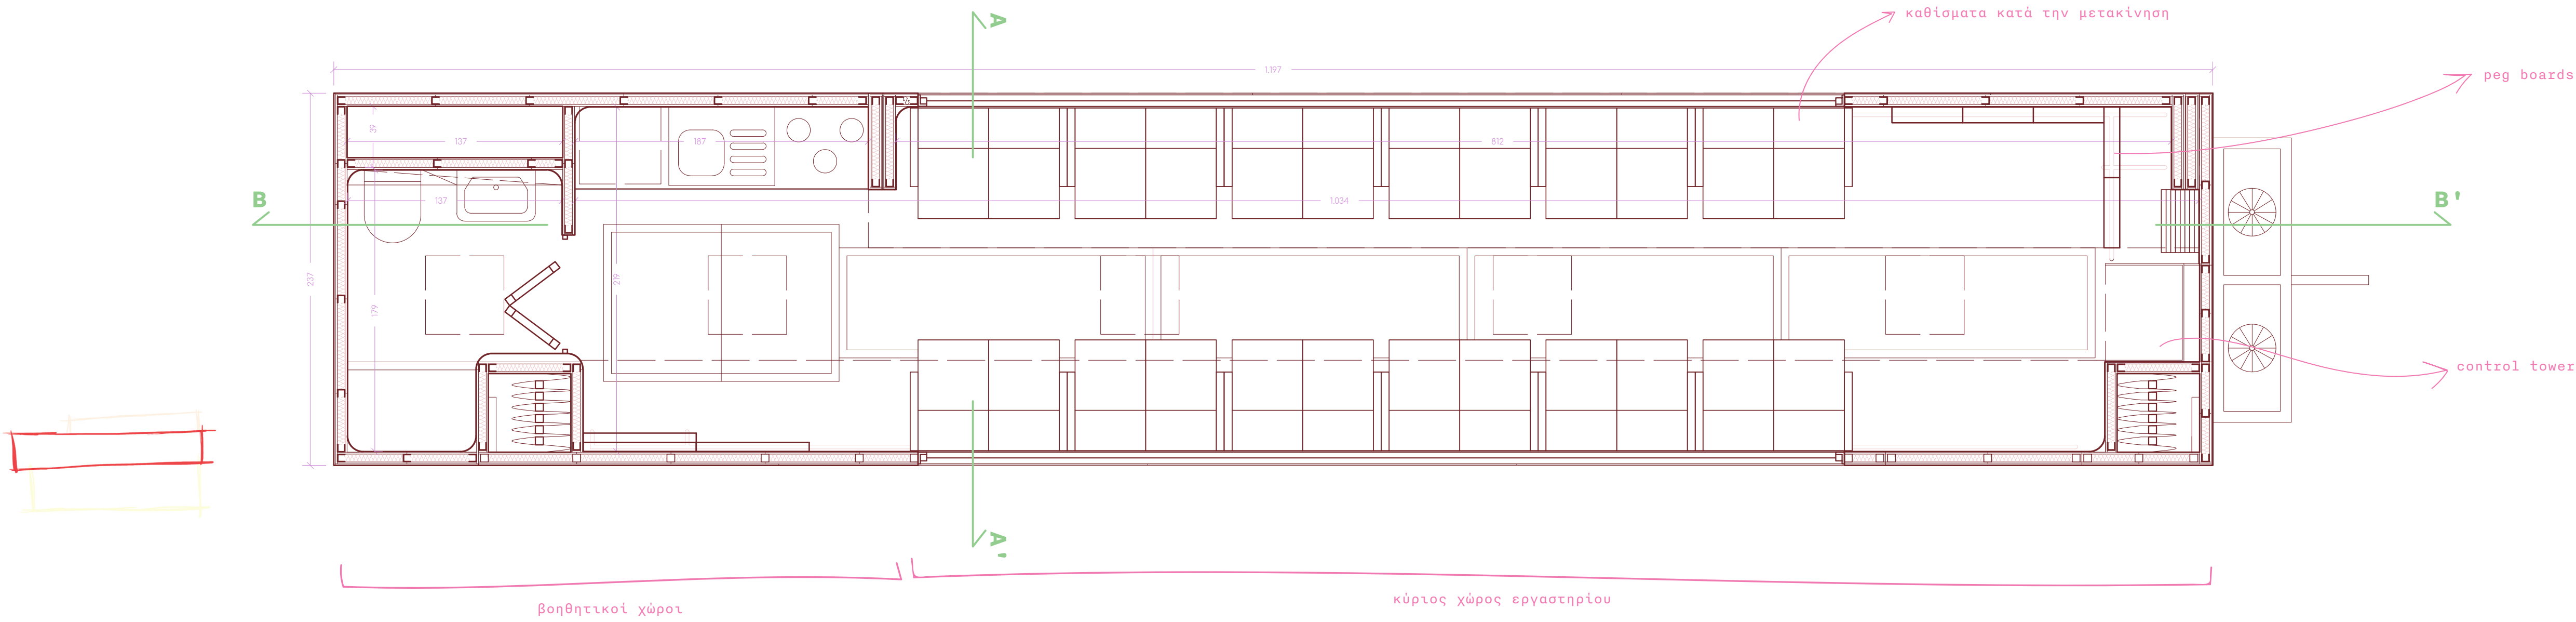 A
καθίσματα κατά την μετακίνηση
1.197
peg boards
39
137
187
812
B
137
1.034
B'
237
219
179
control tower
A'
βοηθητικοί χώροι
κύριος χώρος εργαστηρίου